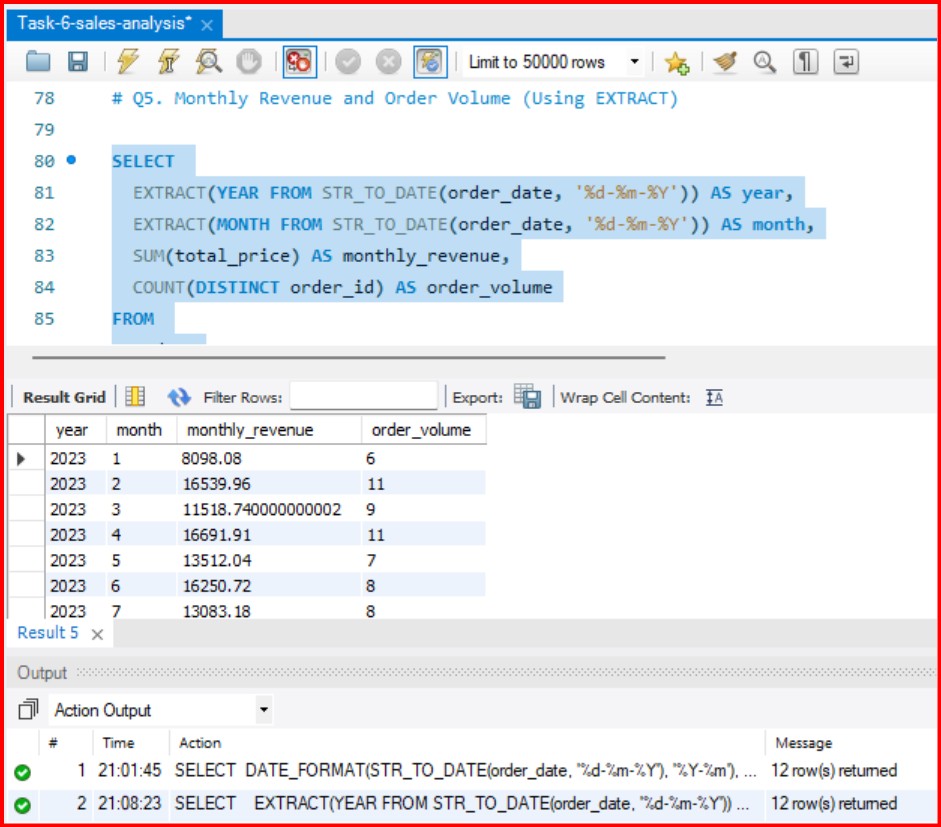 Task-6-sales-analysis*
Limit to 50000 rows
78 # Q5. Monthly Revenue and Order Volume (Using EXTRACT)
79
80 SELECT
81 EXTRACT(YEAR FROM STR_TO_DATE(order_date, '%d-%m-%Y')) AS year,
82 EXTRACT(MONTH FROM STR_TO_DATE(order_date, '%d-%m-%Y')) AS month,
83 SUM(total_price) AS monthly_revenue,
84 COUNT(DISTINCT order_id) AS order_volume
85 FROM
Result Grid Filter Rows: Export: Wrap Cell Content: IA
year month monthly_revenue order_volume
2023 1 8098.08 6
2023 2 16539.96 11
2023 3 11518.740000000002 9
2023 4 16691.91 11
2023 5 13512.04 7
2023 6 16250.72 8
2023 7 13083.18 8
Result 5
Output
Action Output
# Time Action Message
1 21:01:45 SELECT DATE_FORMAT(STR_TO_DATE(order_date, '%d-%m-%Y'), '%Y-%m'), ... 12 row(s) returned
2 21:08:23 SELECT EXTRACT(YEAR FROM STR_TO_DATE(order_date, '%d-%m-%Y')) ... 12 row(s) returned